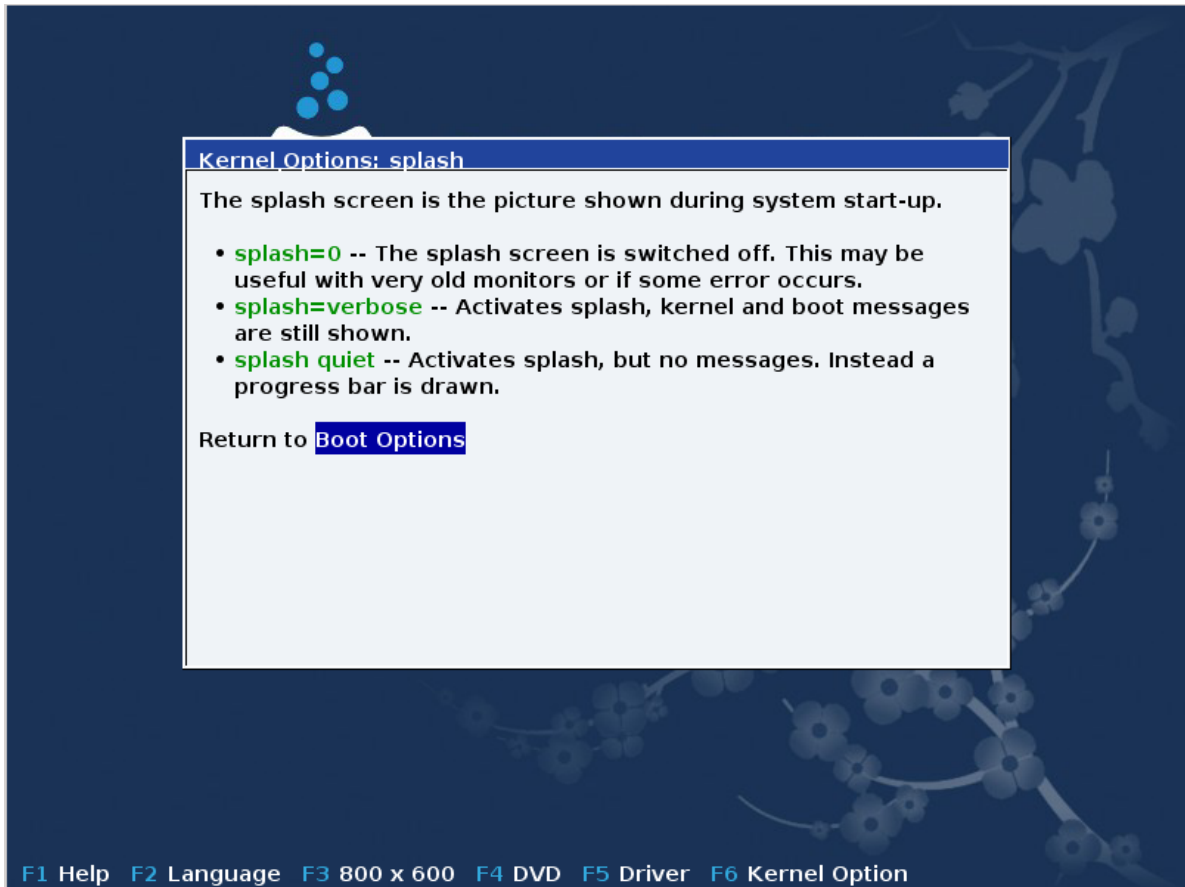 Kernel Options: splash
The splash screen is the picture shown during system start-up.
• splash=0 -- The splash screen is switched off. This may be
useful with very old monitors or if some error occurs.
• splash=verbose -- Activates splash, kernel and boot messages
are still shown.
• splash quiet -- Activates splash, but no messages. Instead a
progress bar is drawn.
Return to Boot Options
F1 Help F2 Language F3 800 x 600 F4 DVD F5 Driver F6 Kernel Option